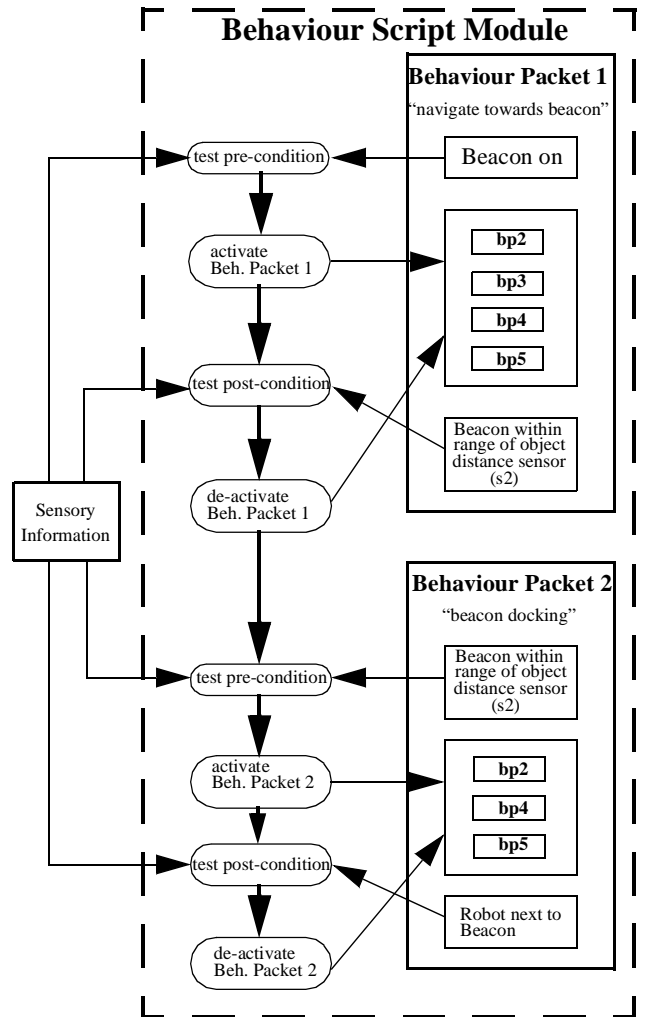 Behaviour Script Module
Behaviour Packet 1
“navigate towards beacon”
test pre-condition
Beacon on
activate
Beh. Packet 1
bp2
bp3
bp4
bp5
test post-condition
Beacon within
range of object
distance sensor
(s2)
de-activate
Beh. Packet 1
Sensory
Information
Behaviour Packet 2
“beacon docking”
test pre-condition
Beacon within
range of object
distance sensor
(s2)
activate
Beh. Packet 2
bp2
bp4
bp5
test post-condition
Robot next to
Beacon
de-activate
Beh. Packet 2